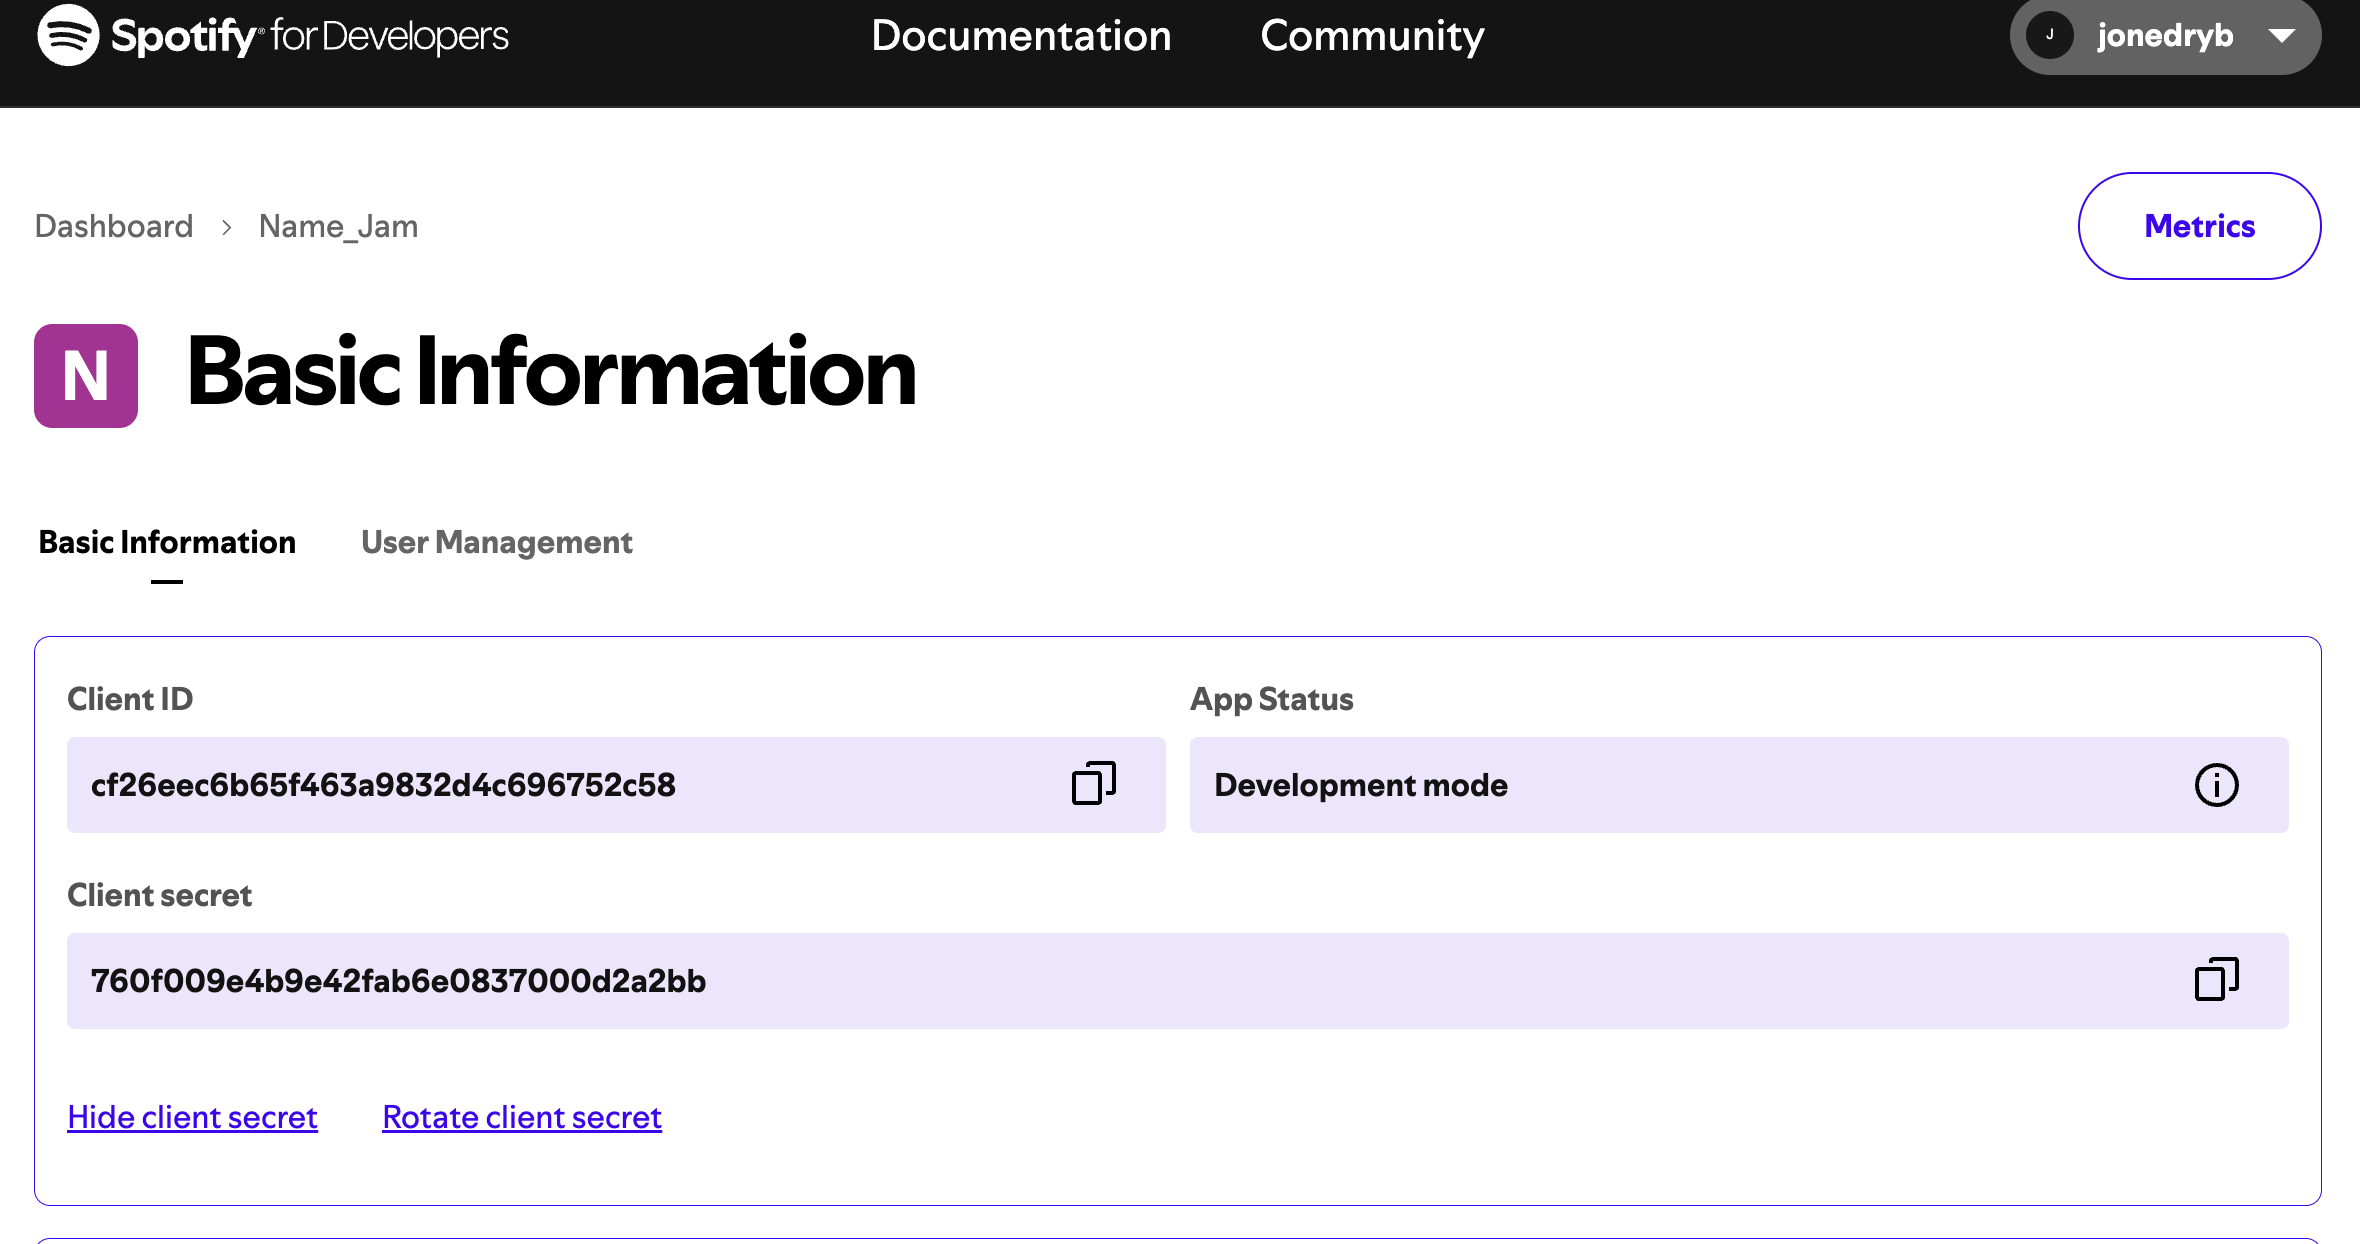 Spotify® for Developers
Documentation
Community
J
jonedryb
Dashboard > Name_Jam
Metrics
N
Basic Information
Basic Information
User Management
Client ID
App Status
cf26eec6b65f463a9832d4c696752c58
Development mode
Client secret
760f009e4b9e42fab6e0837000d2a2bb
Hide client secret
Rotate client secret